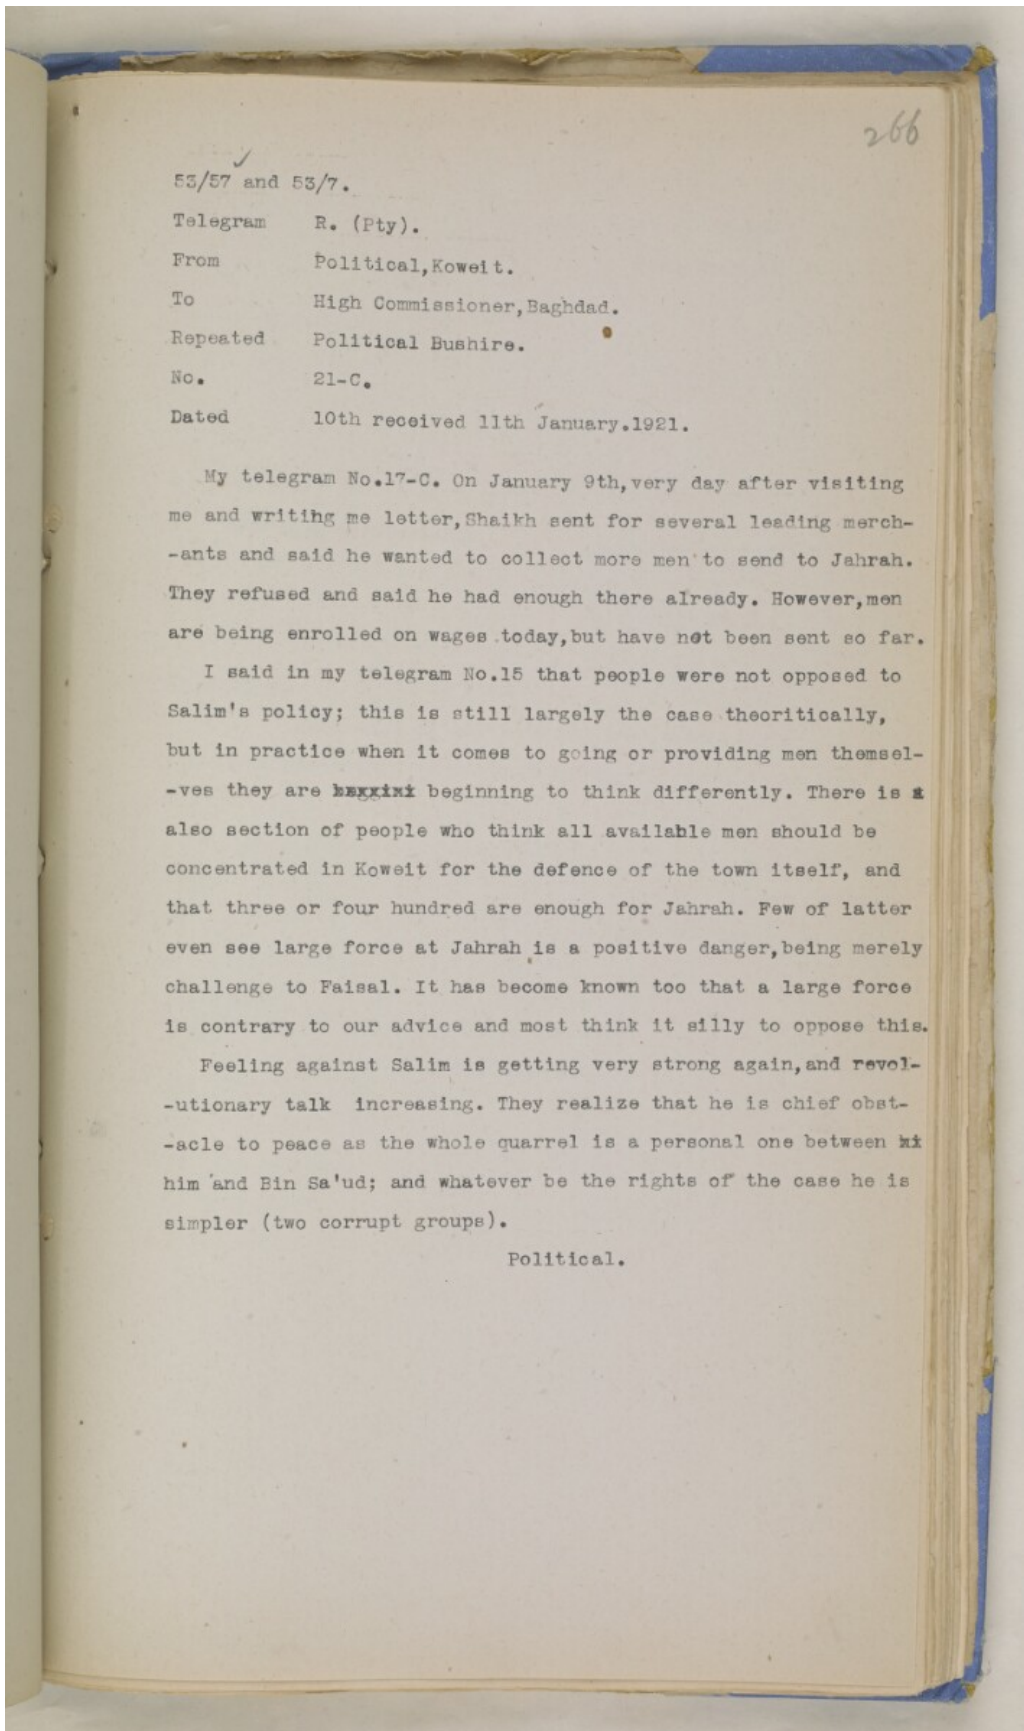 266
53/57 and 53/7.
Telegram R. (Pty).
From Political,Koweit.
To High Commissioner,Baghdad.
Repeated Political Bushire.
No. 21-C.
Dated 10th received 11th January.1921.
My telegram No.17-C. On January 9th,very day after visiting
me and writihg me letter,Shaikh sent for several leading merch-
-ants and said he wanted to collect more men to send to Jahrah.
They refused and said he had enough there already. However,men
are being enrolled on wages today,but have not been sent so far.
I said in my telegram No.15 that people were not opposed to
Salim's policy; this is still largely the case theoritically,
but in practice when it comes to going or providing men themsel-
-ves they are beginning to think differently. There is
also section of people who think all available men should be
concentrated in Koweit for the defence of the town itself, and
that three or four hundred are enough for Jahrah. Few of latter
even see large force at Jahrah is a positive danger,being merely
challenge to Faisal. It has become known too that a large force
is contrary to our advice and most think it silly to oppose this.
Feeling against Salim is getting very strong again,and revol-
-utionary talk increasing. They realize that he is chief obst-
-acle to peace as the whole quarrel is a personal one between
him and Bin Sa'ud; and whatever be the rights of the case he is
simpler (two corrupt groups).
Political.